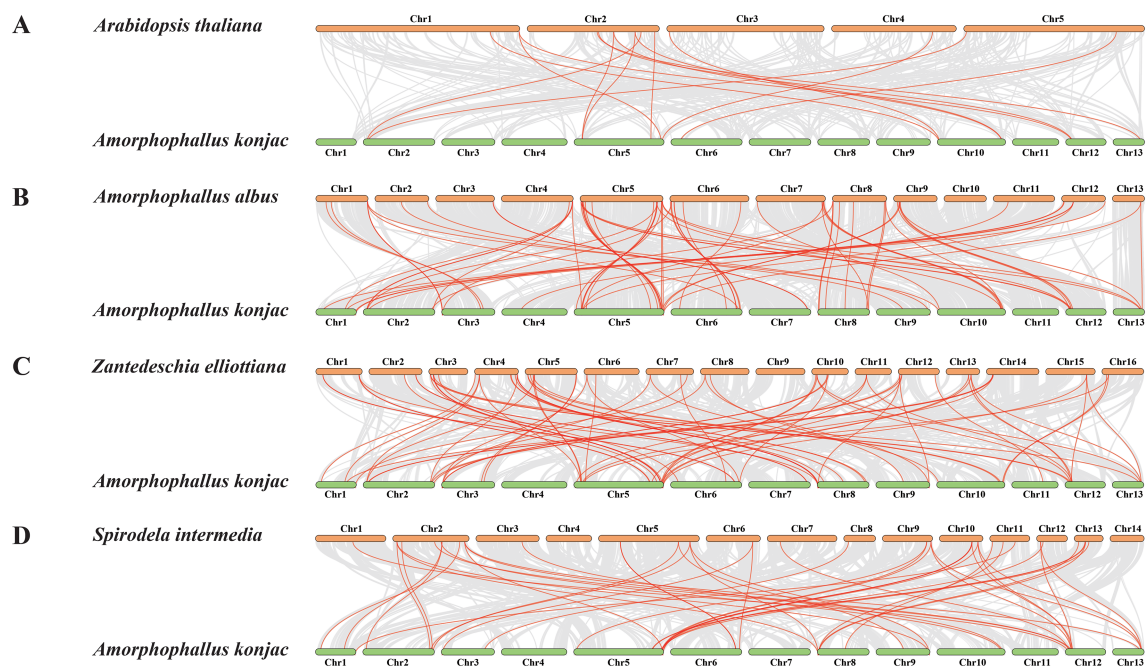 Chr1 Chr2 Chr3 Chr4 Chr5
A Arabidopsis thaliana
Amorphophallus konjac
Chr1 Chr2 Chr3 Chr4 Chr5 Chr6 Chr7 Chr8 Chr9 Chr10 Chr11 Chr12 Chr13
Chr1 Chr2 Chr3 Chr4 Chr5 Chr6 Chr7 Chr8 Chr9 Chr10 Chr11 Chr12 Chr13
B Amorphophallus albus
Amorphophallus konjac
Chr1 Chr2 Chr3 Chr4 Chr5 Chr6 Chr7 Chr8 Chr9 Chr10 Chr11 Chr12 Chr13
Chr1 Chr2 Chr3 Chr4 Chr5 Chr6 Chr7 Chr8 Chr9 Chr10 Chr11 Chr12 Chr13 Chr14 Chr15 Chr16
C Zantedeschia elliottiana
Amorphophallus konjac
Chr1 Chr2 Chr3 Chr4 Chr5 Chr6 Chr7 Chr8 Chr9 Chr10 Chr11 Chr12 Chr13
Chr1 Chr2 Chr3 Chr4 Chr5 Chr6 Chr7 Chr8 Chr9 Chr10 Chr11 Chr12 Chr13 Chr14
D Spirodela intermedia
Amorphophallus konjac
Chr1 Chr2 Chr3 Chr4 Chr5 Chr6 Chr7 Chr8 Chr9 Chr10 Chr11 Chr12 Chr13